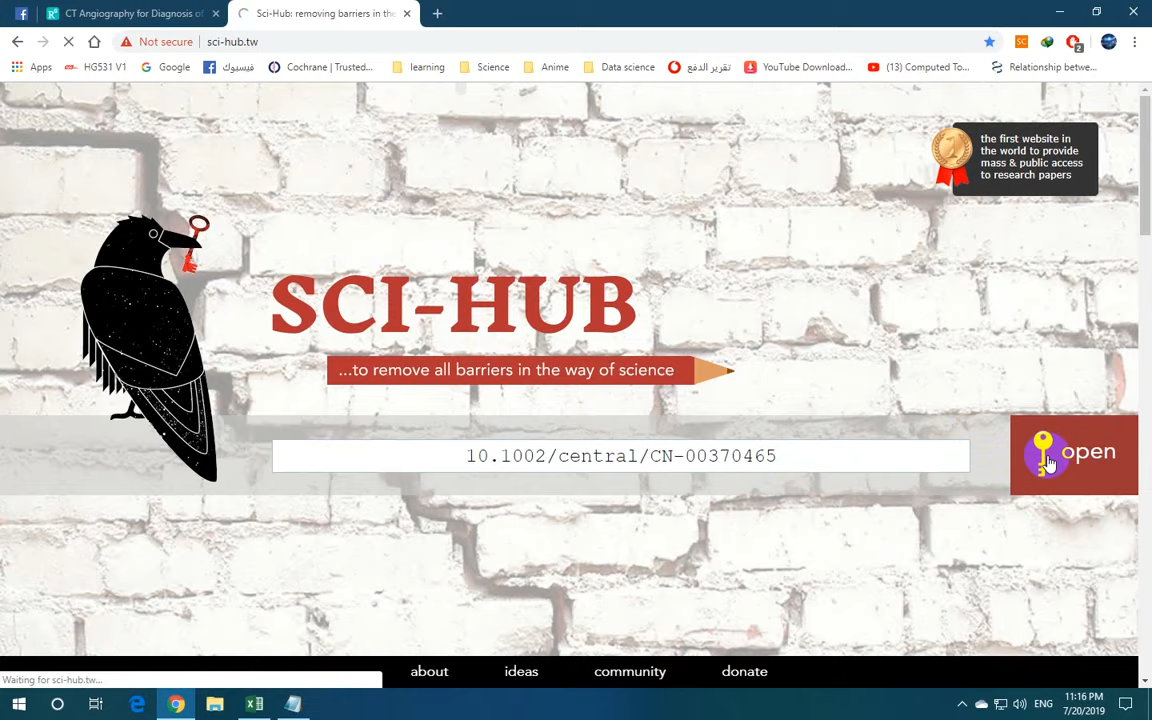 CT Angiography for Diagnosis of
Sci-Hub: removing barriers in the
Not secure
sci-hub.tw
SC
2
Apps
HG531 V1
Google
فيسبوك
Cochrane | Trusted...
learning
Science
Anime
Data science
تقرير الدفع
YouTube Download...
(13) Computed To...
Relationship betwe...
the first website in
the world to provide
mass & public access
to research papers
SCI-HUB
...to remove all barriers in the way of science
10.1002/central/CN-00370465
open
about
ideas
community
donate
Waiting for sci-hub.tw...
ENG
11:16 PM
7/20/2019